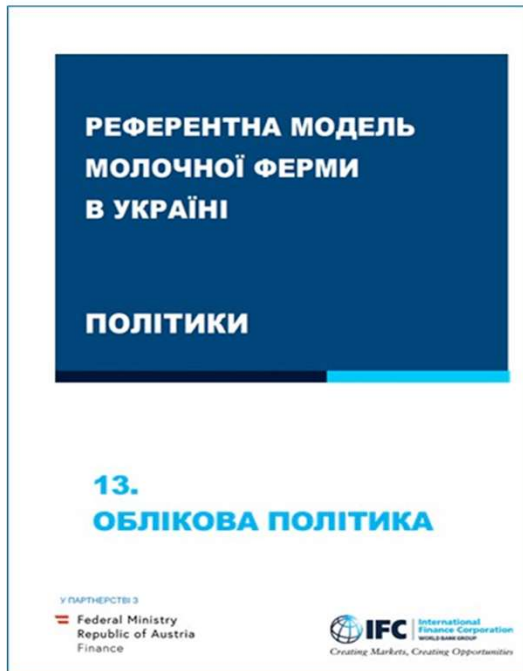 РЕФЕРЕНТНА МОДЕЛЬ
МОЛОЧНОЇ ФЕРМИ
В УКРАЇНІ
ПОЛІТИКИ
13.
ОБЛІКОВА ПОЛІТИКА
У ПАРТНЕРСТВІ З
Federal Ministry
Republic of Austria
Finance
IFC
International
Finance Corporation
WORLD BANK GROUP
Creating Markets, Creating Opportunities